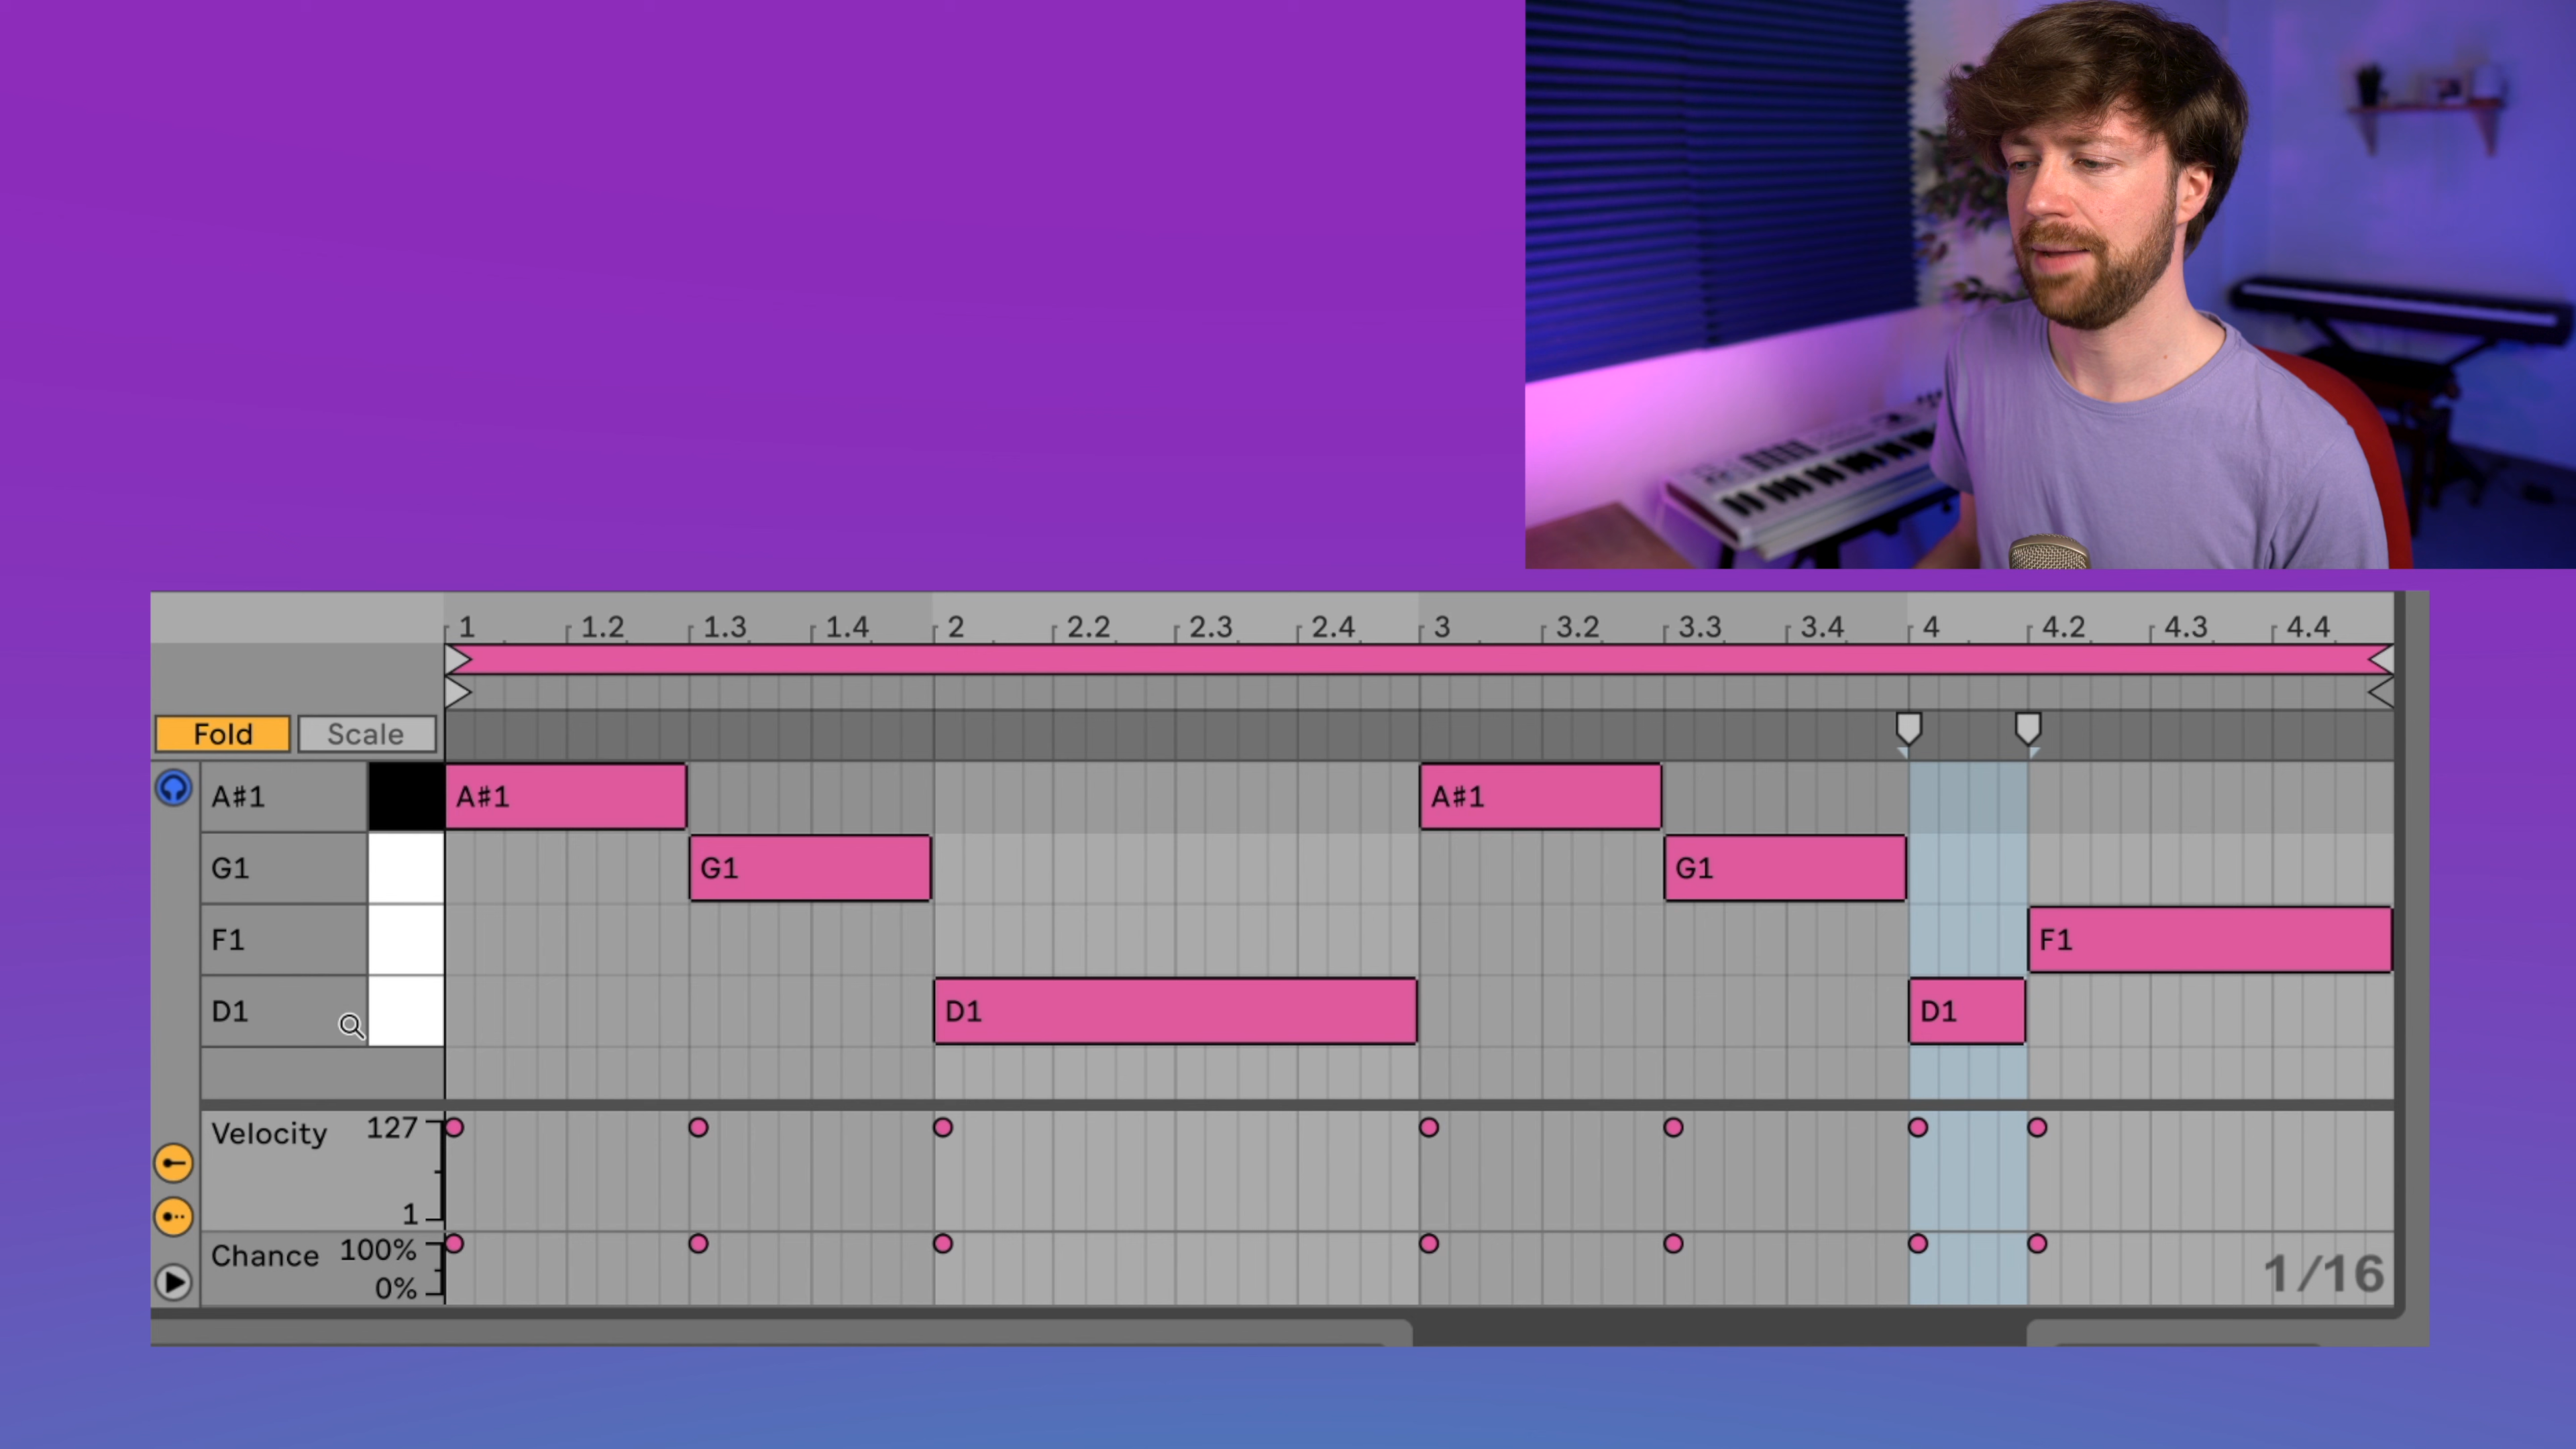 1 1.2 1.3 1.4 2 2.2 2.3 2.4 3 3.2 3.3 3.4 4 4.2 4.3 4.4
Fold Scale
A♯1 A♯1 A♯1
G1 G1 G1
F1 F1
D1 D1 D1
Velocity 127
1
Chance 100%
0%
1/16